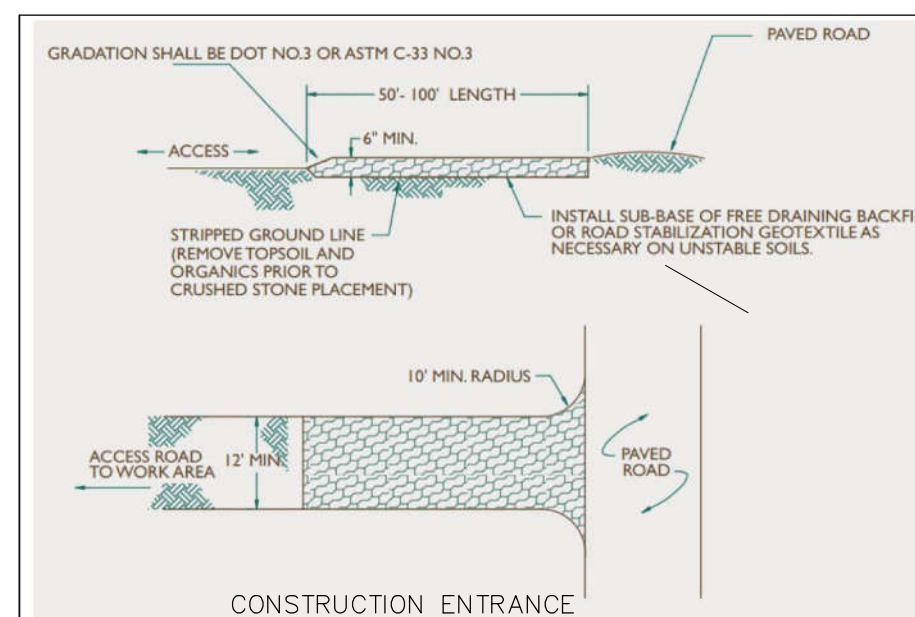 GRADATION SHALL BE DOT NO.3 OR ASTM C-33 NO.3
PAVED ROAD
50'- 100' LENGTH
6" MIN.
ACCESS
INSTALL SUB-BASE OF FREE DRAINING BACKFI
OR ROAD STABILIZATION GEOTEXTILE AS
NECESSARY ON UNSTABLE SOILS.
STRIPPED GROUND LINE
(REMOVE TOPSOIL AND
ORGANICS PRIOR TO
CRUSHED STONE PLACEMENT)
10' MIN. RADIUS
ACCESS ROAD
TO WORK AREA
12' MIN.
PAVED
ROAD
CONSTRUCTION ENTRANCE